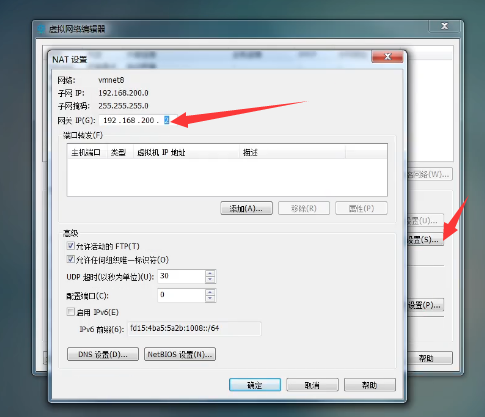 虚拟网络编辑器
NAT 设置
网络: vmnet8
子网 IP: 192.168.200.0
子网掩码: 255.255.255.0
网关 IP(G): 192 .168 .200 . 2
端口转发(F)
主机端口 类型 虚拟机 IP 地址 描述
添加(A)... 移除(R) 属性(P)
高级
允许活动的 FTP(T)
允许任何组织唯一标识符(O)
UDP 超时(以秒为单位)(U): 30
配置端口(C): 0
启用 IPv6(E)
IPv6 前缀(6): fd15:4ba5:5a2b:1008::/64
DNS 设置(D)... NetBIOS 设置(N)...
确定 取消 帮助
网络(W)...
设置(U)...
设置(S)...
设置(P)...
帮助